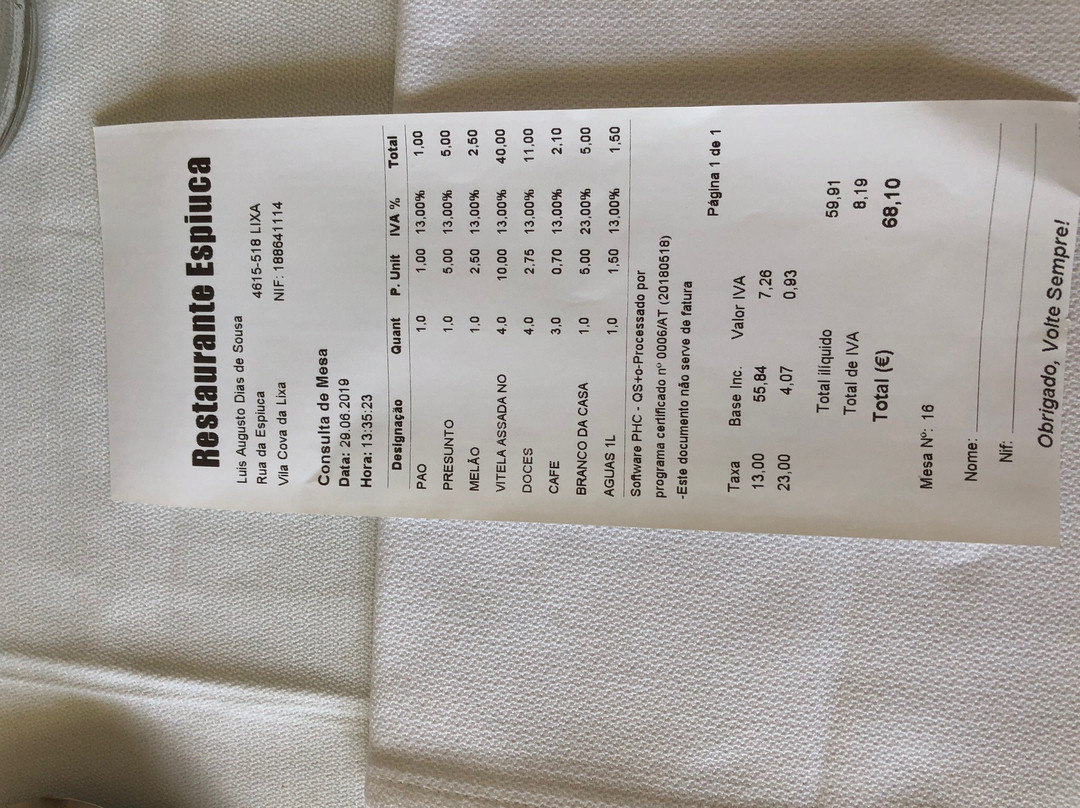 Restaurante Espiuca
Luis Augusto Dias de Sousa
Rua da Espiuca 4615-518 LIXA
Vila Cova da Lixa NIF: 188641114
Consulta de Mesa
Data: 29.06.2019
Hora: 13:35:23
Designação Quant P. Unit IVA % Total
PAO 1,0 1,00 13,00% 1,00
PRESUNTO 1,0 5,00 13,00% 5,00
MELÃO 1,0 2,50 13,00% 2,50
VITELA ASSADA NO 4,0 10,00 13,00% 40,00
DOCES 4,0 2,75 13,00% 11,00
CAFE 3,0 0,70 13,00% 2,10
BRANCO DA CASA 1,0 5,00 23,00% 5,00
AGUAS 1L 1,0 1,50 13,00% 1,50
Software PHC - QS+o-Processado por
programa certificado nº 0006/AT (20180518)
-Este documento não serve de fatura
Página 1 de 1
Taxa Base Inc. Valor IVA
13,00 55,84 7,26
23,00 4,07 0,93
Total Ilíquido 59,91
Total de IVA 8,19
Total (€) 68,10
Mesa Nº: 16
Nome:
Nif:
Obrigado, Volte Sempre!